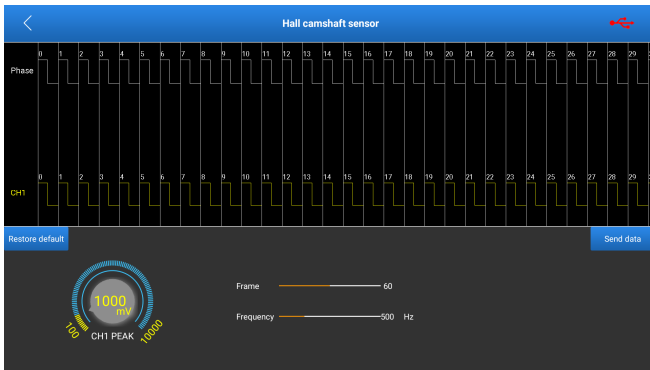 Hall camshaft sensor
0 1 2 3 4 5 6 7 8 9 10 11 12 13 14 15 16 17 18 19 20 21 22 23 24 25 26 27 28 29
Phase
0 1 2 3 4 5 6 7 8 9 10 11 12 13 14 15 16 17 18 19 20 21 22 23 24 25 26 27 28 29
CH1
Restore default
Send data
1000
mV
100
10000
CH1 PEAK
Frame 60
Frequency 500 Hz